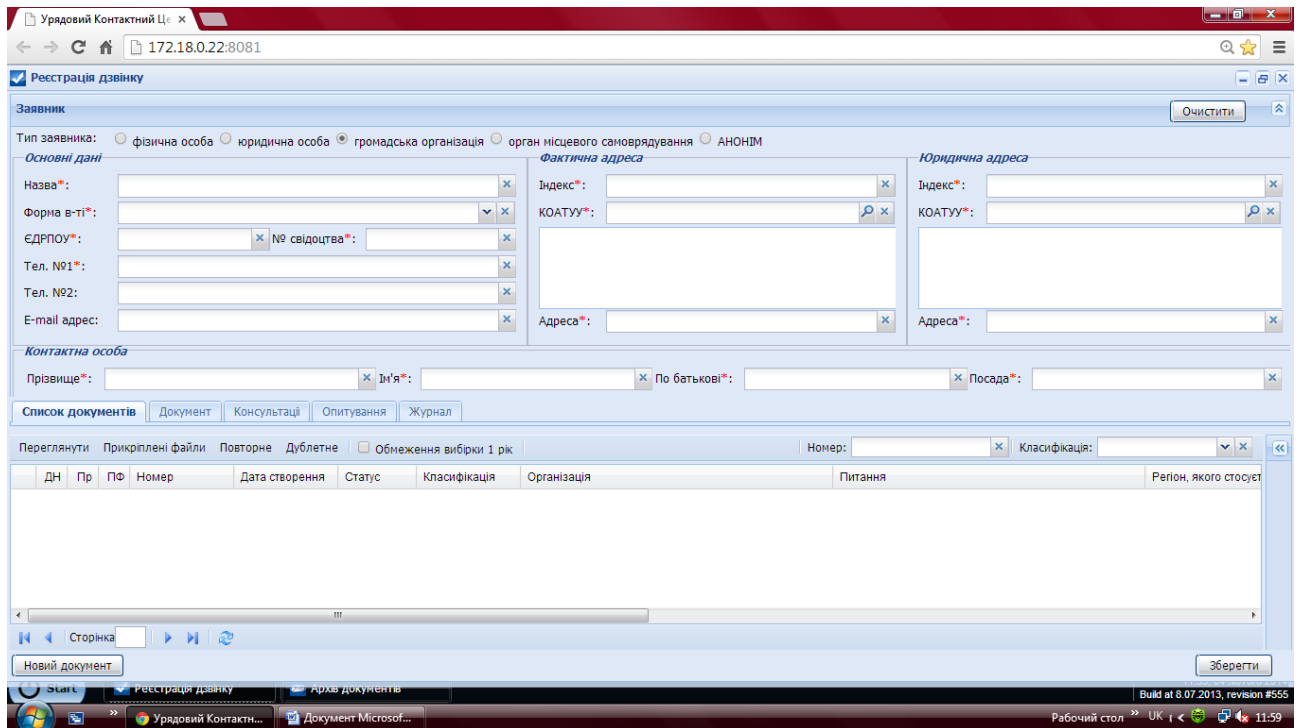 Урядовий Контактний Це
172.18.0.22:8081
Реєстрація дзвінку
Заявник
Очистити
Тип заявника: фізична особа юридична особа громадська організація орган місцевого самоврядування АНОНІМ
Основні дані Фактична адреса Юридична адреса
Назва*: Індекс*: Індекс*:
Форма в-ті*: КОАТУУ*: КОАТУУ*:
ЄДРПОУ*: № свідоцтва*:
Тел. №1*:
Тел. №2:
E-mail адрес: Адреса*: Адреса*:
Контактна особа
Прізвище*: Ім'я*: По батькові*: Посада*:
Список документів Документ Консультації Опитування Журнал
Переглянути Прикріплені файли Повторне Дублетне Обмеження вибірки 1 рік Номер: Класифікація:
ДН Пр ПФ Номер Дата створення Статус Класифікація Організація Питання Регіон, якого стосуєт
Сторінка
Новий документ Зберегти
Start Реєстрація дзвінку Архів документів
Build at 8.07.2013, revision #555
Урядовий Контактн... Документ Microsof... Рабочий стол UK 11:59